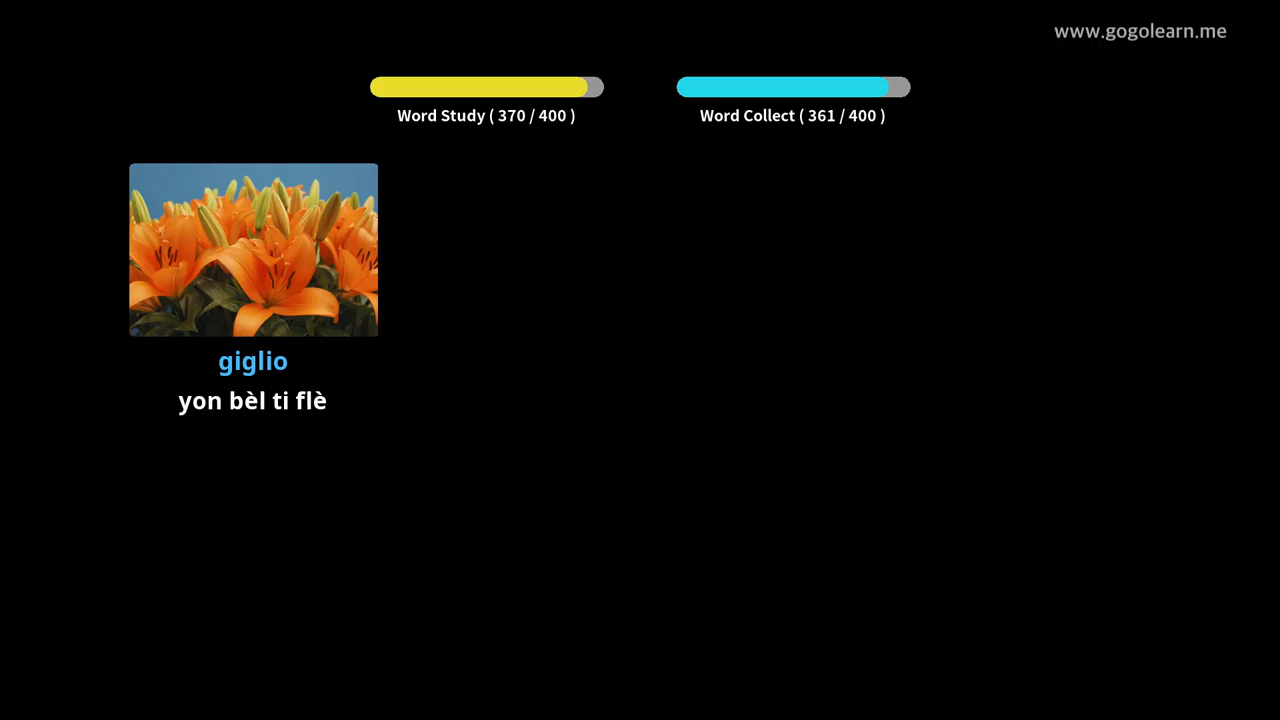 www.gogolearn.me
Word Study ( 370 / 400 )
Word Collect ( 361 / 400 )
giglio
yon bèl ti flè